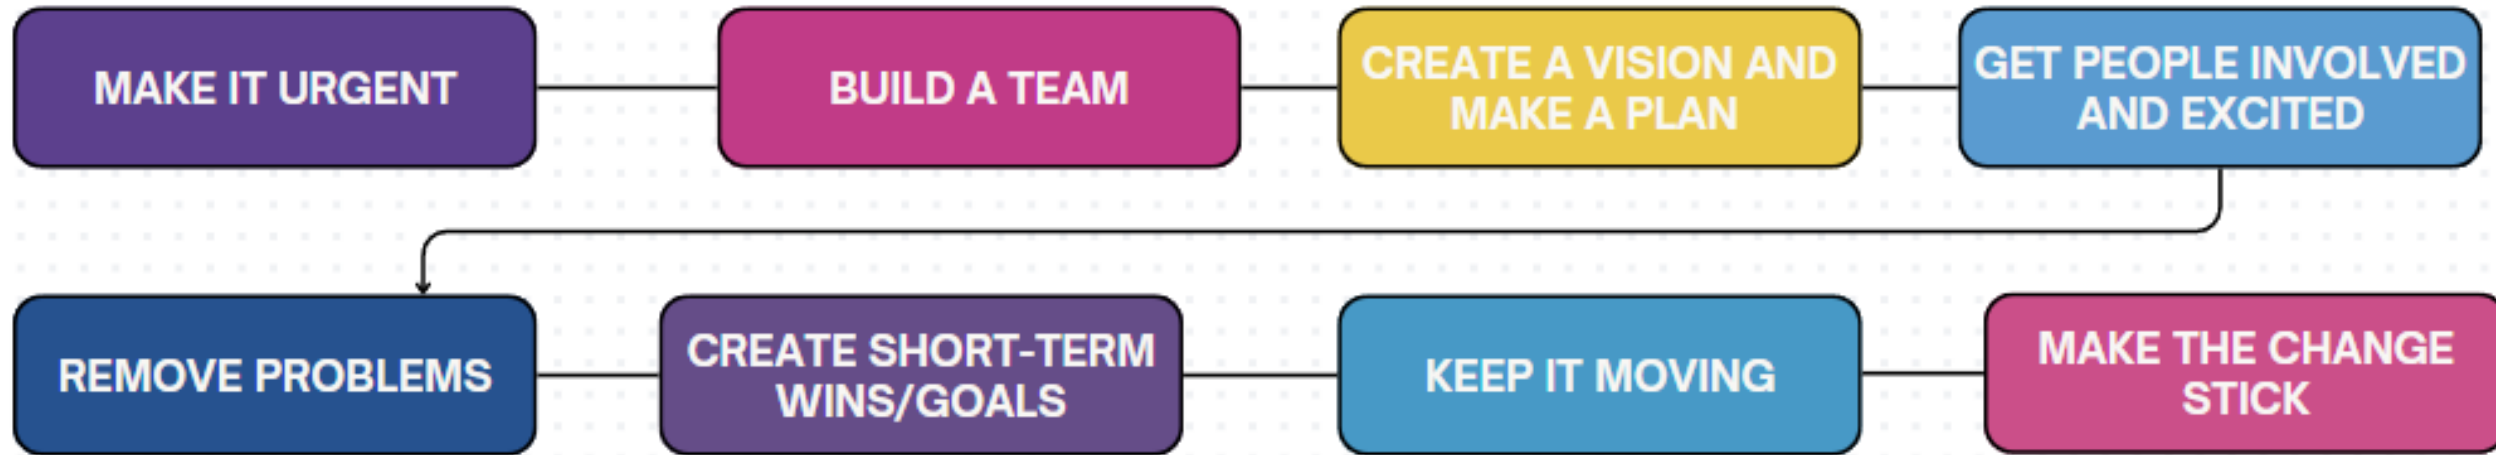 MAKE IT URGENT
BUILD A TEAM
CREATE A VISION AND
MAKE A PLAN
GET PEOPLE INVOLVED
AND EXCITED
REMOVE PROBLEMS
CREATE SHORT-TERM
WINS/GOALS
KEEP IT MOVING
MAKE THE CHANGE
STICK